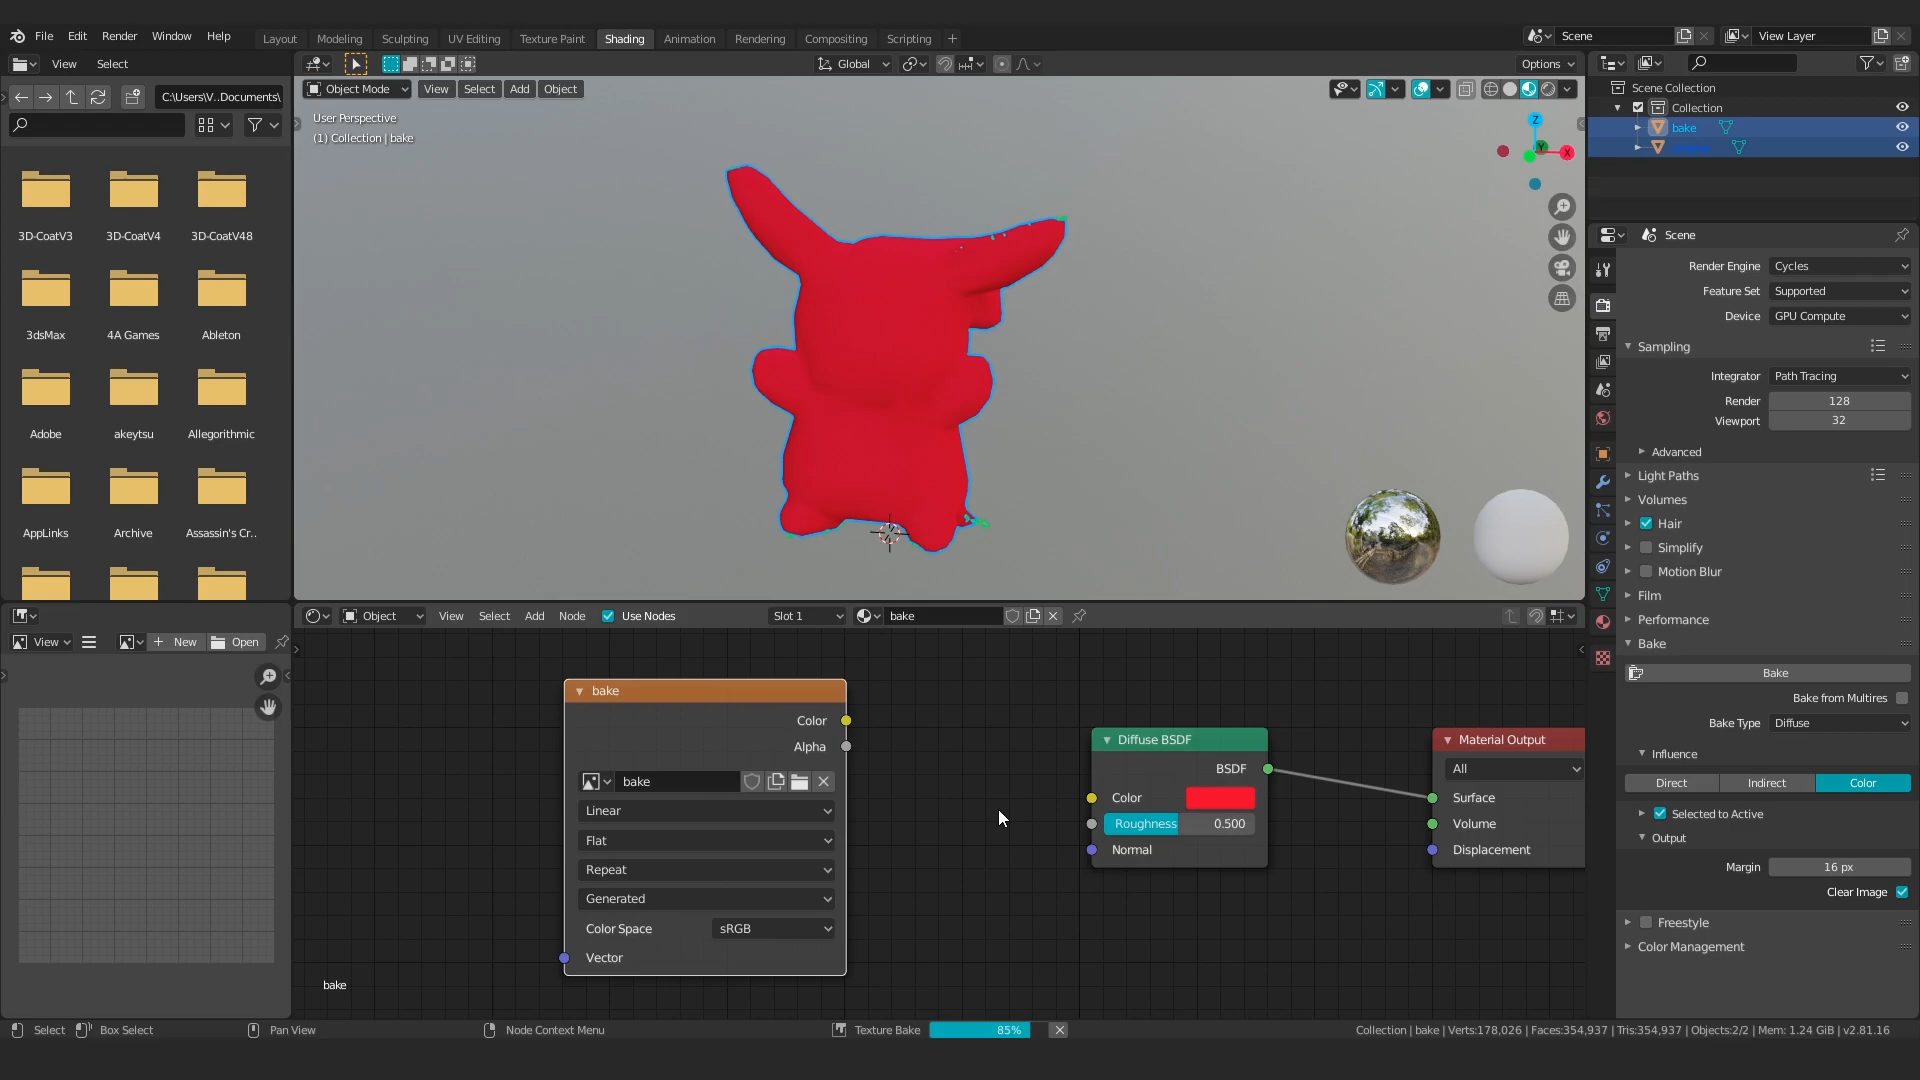 File Edit Render Window Help
Layout Modeling Sculpting UV Editing Texture Paint Shading Animation Rendering Compositing Scripting
Scene
View Layer
View Select
Global
Options
C:\Users\V..Documents\
Object Mode View Select Add Object
User Perspective
(1) Collection | bake
Z
Y
X
3D-CoatV3 3D-CoatV4 3D-CoatV48
3dsMax 4A Games Ableton
Adobe akeytsu Allegorithmic
AppLinks Archive Assassin's Cr..
Scene Collection
Collection
bake
Scene
Render Engine Cycles
Feature Set Supported
Device GPU Compute
Sampling
Integrator Path Tracing
Render 128
Viewport 32
Advanced
Light Paths
Volumes
Hair
Simplify
Motion Blur
Film
Performance
Bake
Bake
Bake from Multires
Bake Type Diffuse
Influence
Direct Indirect Color
Selected to Active
Output
Margin 16 px
Clear Image
Freestyle
Color Management
View New Open
Object View Select Add Node Use Nodes Slot 1 bake
bake
Color
Alpha
bake
Linear
Flat
Repeat
Generated
Color Space sRGB
Vector
Diffuse BSDF
BSDF
Color
Roughness 0.500
Normal
Material Output
All
Surface
Volume
Displacement
bake
Select Box Select Pan View Node Context Menu Texture Bake 85%
Collection | bake | Verts:178,026 | Faces:354,937 | Tris:354,937 | Objects:2/2 | Mem: 1.24 GiB | v2.81.16